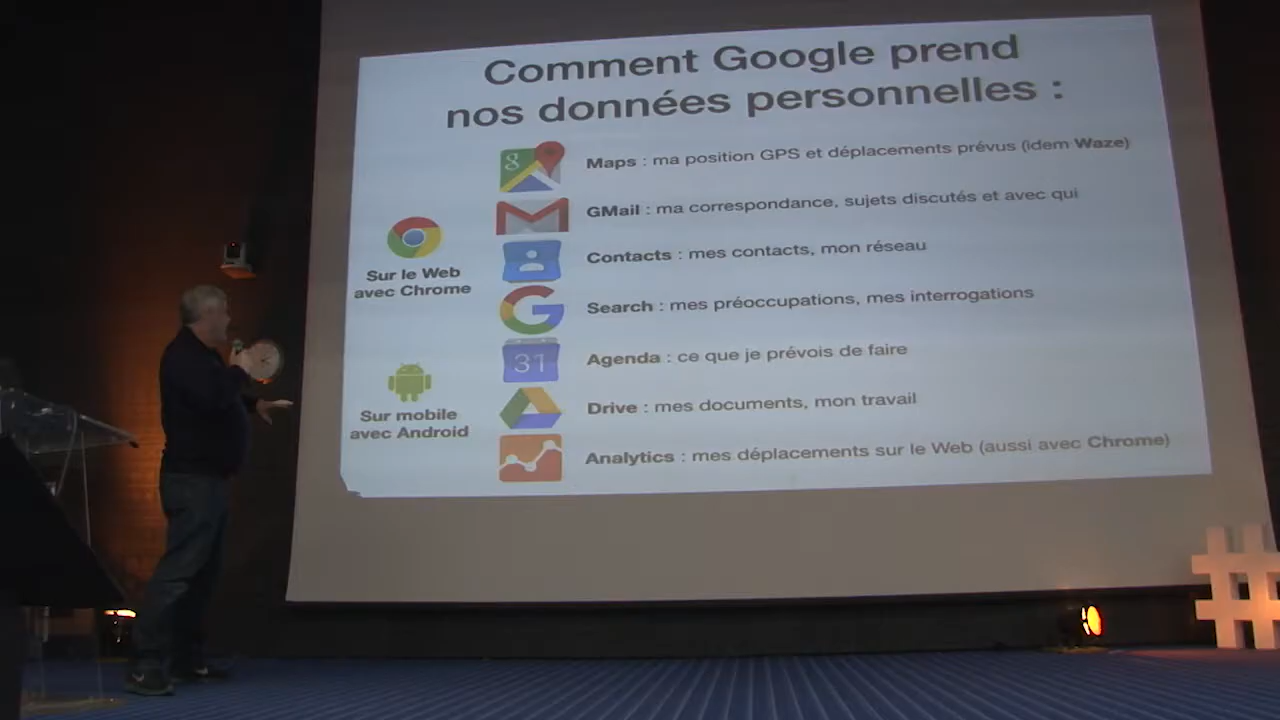 Comment Google prend
nos données personnelles :
Maps : ma position GPS et déplacements prévus (idem Waze)
GMail : ma correspondance, sujets discutés et avec qui
Contacts : mes contacts, mon réseau
Sur le Web
avec Chrome
Search : mes préoccupations, mes interrogations
31
Agenda : ce que je prévois de faire
Sur mobile
avec Android
Drive : mes documents, mon travail
Analytics : mes déplacements sur le Web (aussi avec Chrome)
#